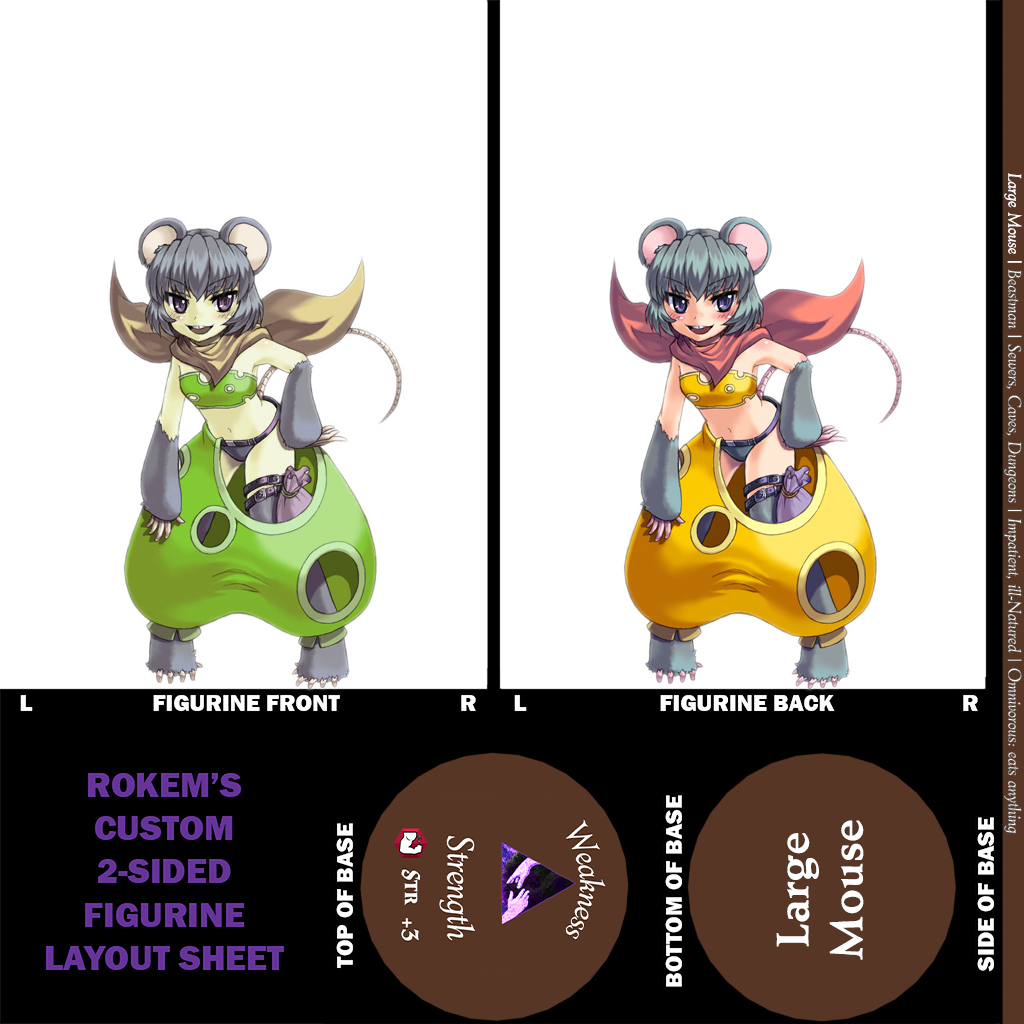 L
FIGURINE FRONT
R
L
FIGURINE BACK
R
Large Mouse | Beastman | Sewers, Caves, Dungeons | Impatient, ill-Natured | Omnivorous: eats anything
ROKEM'S
CUSTOM
2-SIDED
FIGURINE
LAYOUT SHEET
TOP OF BASE
STR +3
Strength
Weakness
BOTTOM OF BASE
Large
Mouse
SIDE OF BASE